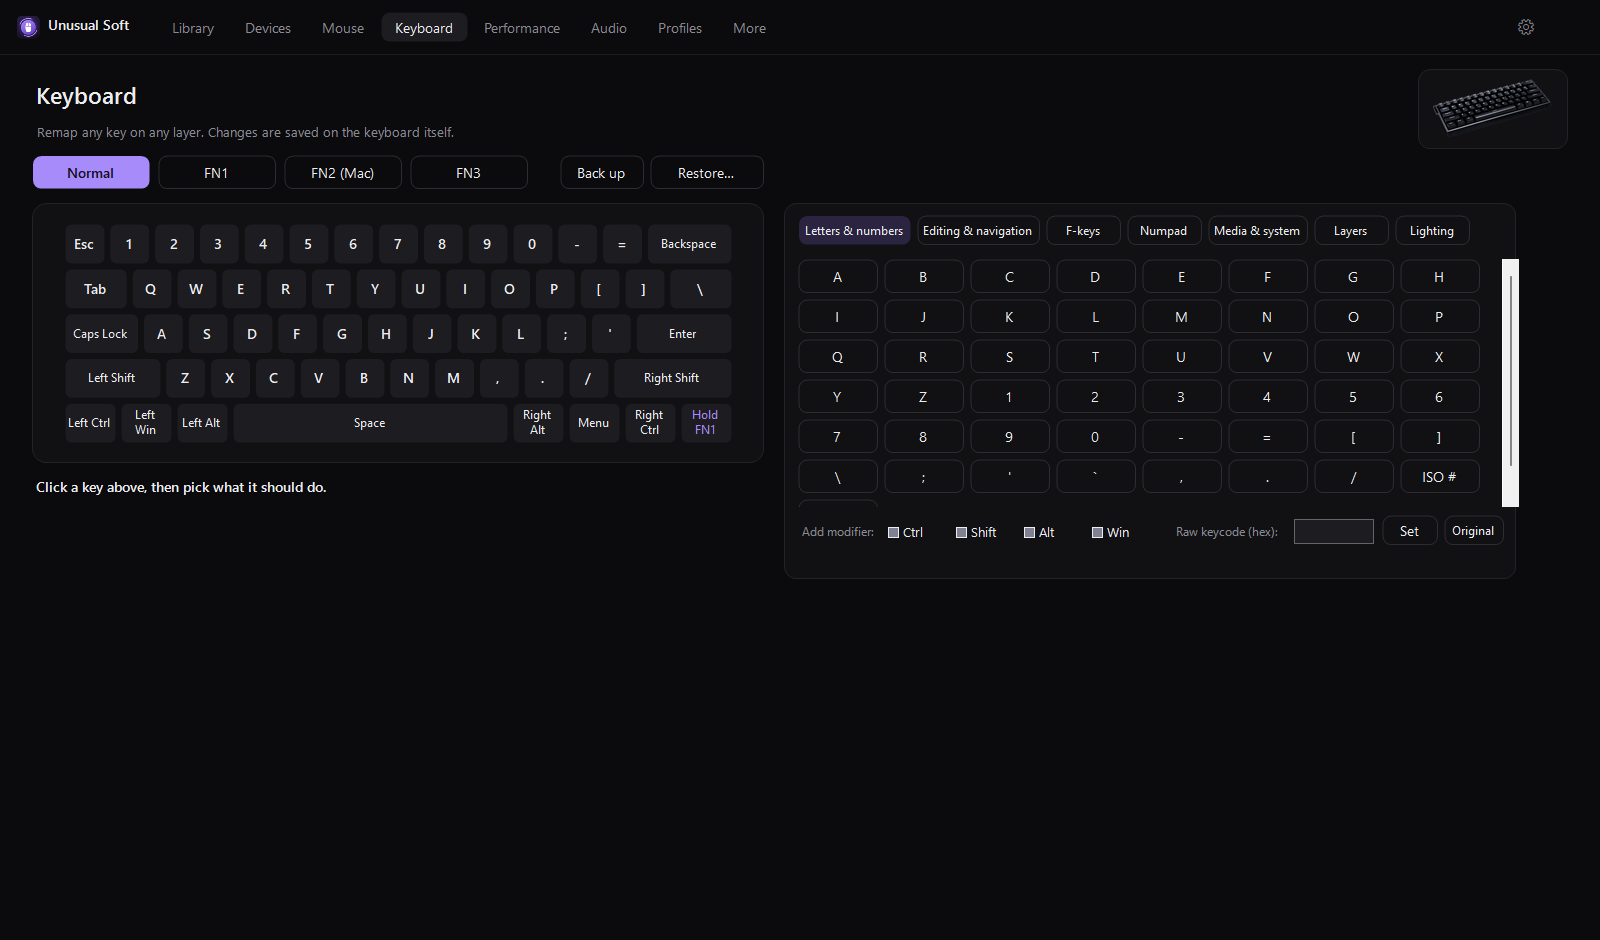 Unusual Soft Library Devices Mouse Keyboard Performance Audio Profiles More
Keyboard
Remap any key on any layer. Changes are saved on the keyboard itself.
Normal FN1 FN2 (Mac) FN3 Back up Restore...
Esc 1 2 3 4 5 6 7 8 9 0 - = Backspace
Tab Q W E R T Y U I O P [ ] \
Caps Lock A S D F G H J K L ; ' Enter
Left Shift Z X C V B N M , . / Right Shift
Left Ctrl Left Win Left Alt Space Right Alt Menu Right Ctrl Hold FN1
Click a key above, then pick what it should do.
Letters & numbers Editing & navigation F-keys Numpad Media & system Layers Lighting
A B C D E F G H
I J K L M N O P
Q R S T U V W X
Y Z 1 2 3 4 5 6
7 8 9 0 - = [ ]
\ ; ' ` , . / ISO #
Add modifier: Ctrl Shift Alt Win Raw keycode (hex): Set Original